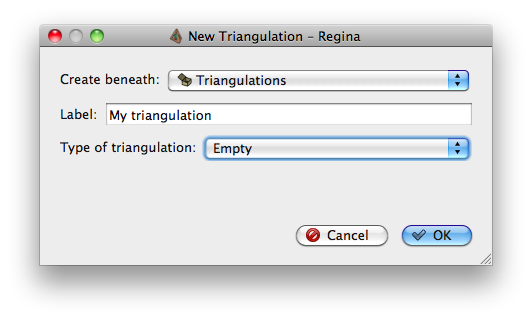 New Triangulation – Regina
Create beneath: Triangulations
Label: My triangulation
Type of triangulation: Empty
Cancel OK